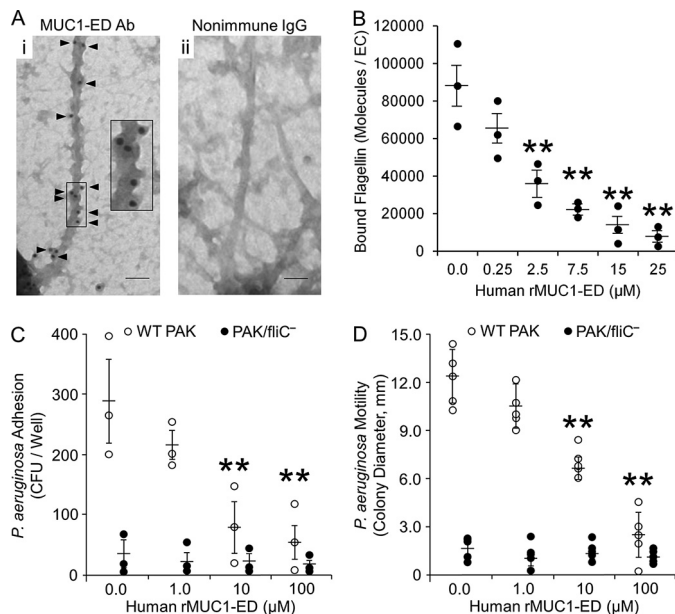 A
MUC1-ED Ab
Nonimmune IgG
i
ii
B
Bound Flagellin (Molecules / EC)
120000
100000
80000
60000
40000
20000
0
**
**
**
**
0.0
0.25
2.5
7.5
15
25
Human rMUC1-ED (µM)
C
WT PAK
PAK/fliC⁻
P. aeruginosa Adhesion
(CFU / Well)
400
300
200
100
0
**
**
0.0
1.0
10
100
Human rMUC1-ED (µM)
D
WT PAK
PAK/fliC⁻
P. aeruginosa Motility
(Colony Diameter, mm)
15.0
12.0
9.0
6.0
3.0
0.0
**
**
0.0
1.0
10
100
Human rMUC1-ED (µM)